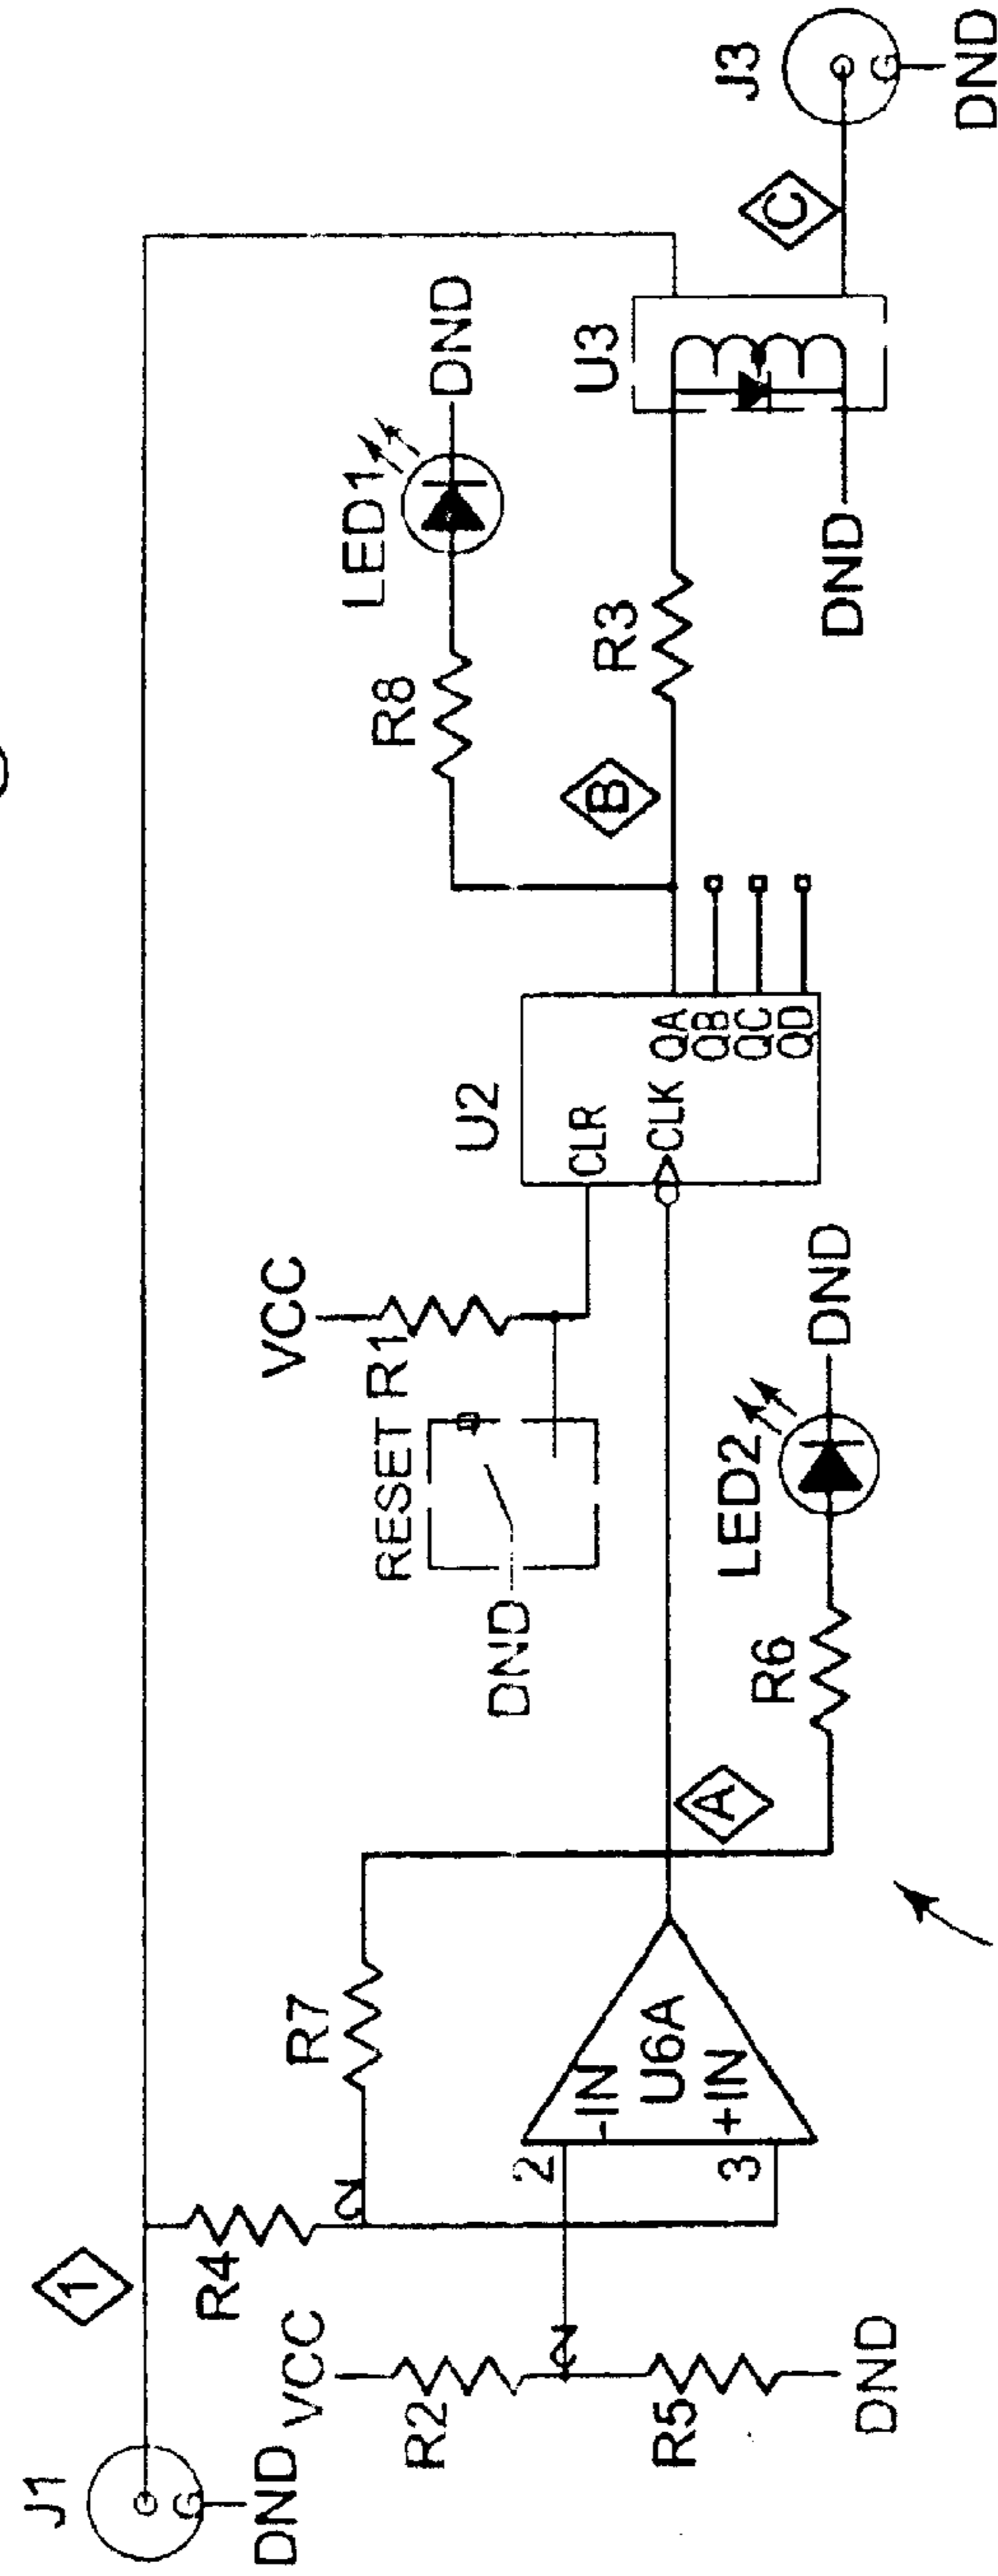 J1
DND
1
R4
VCC
R2
R5
DND
R7
2
3
-IN
U6A
+IN
A
R6
LED2
DND
DND
RESET
R1
VCC
U2
CLR
CLK
QA
QB
QC
QD
B
R8
LED1
DND
R3
DND
U3
C
J3
DND